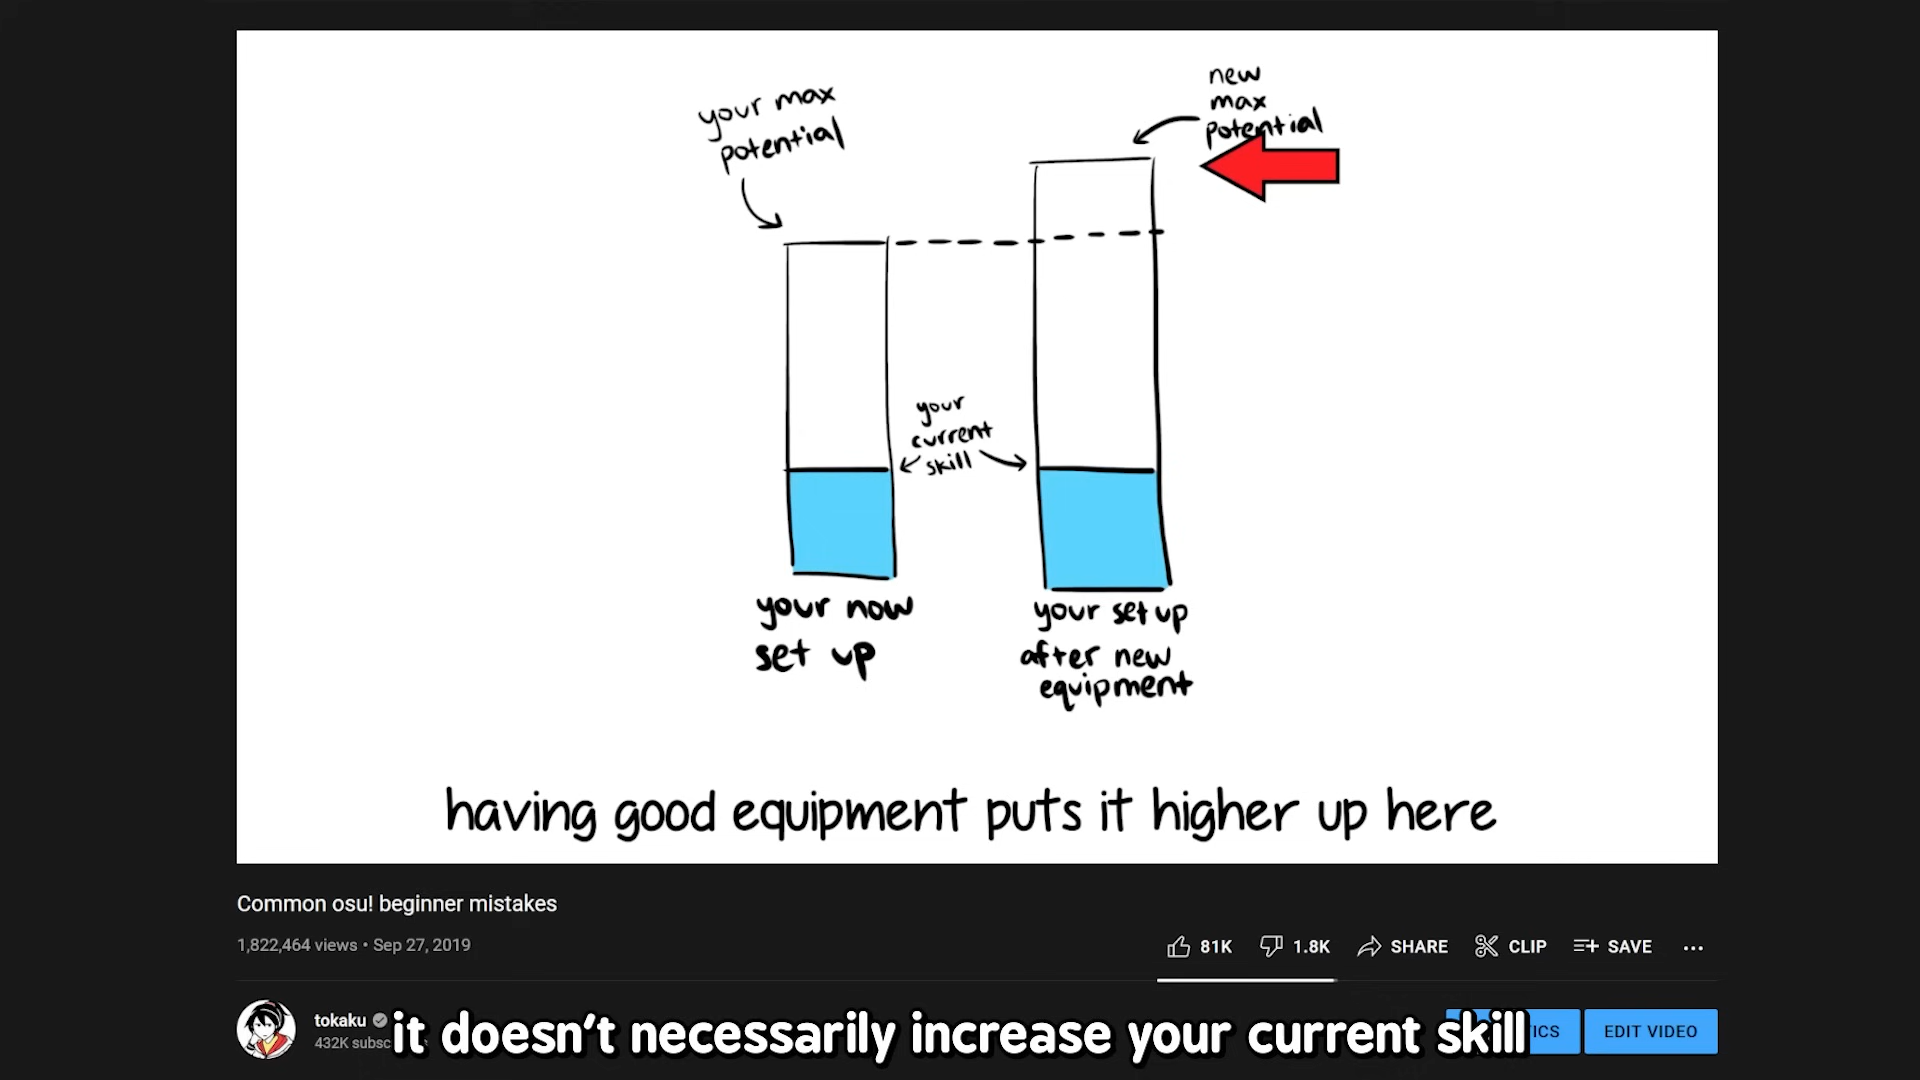 your max
potential
new
max
potential
your
current
skill
your now
set up
your set up
after new
equipment
having good equipment puts it higher up here
Common osu! beginner mistakes
1,822,464 views • Sep 27, 2019
81K
1.8K
SHARE
CLIP
SAVE
tokaku
432K subsc
it doesn't necessarily increase your current skill
ICS
EDIT VIDEO